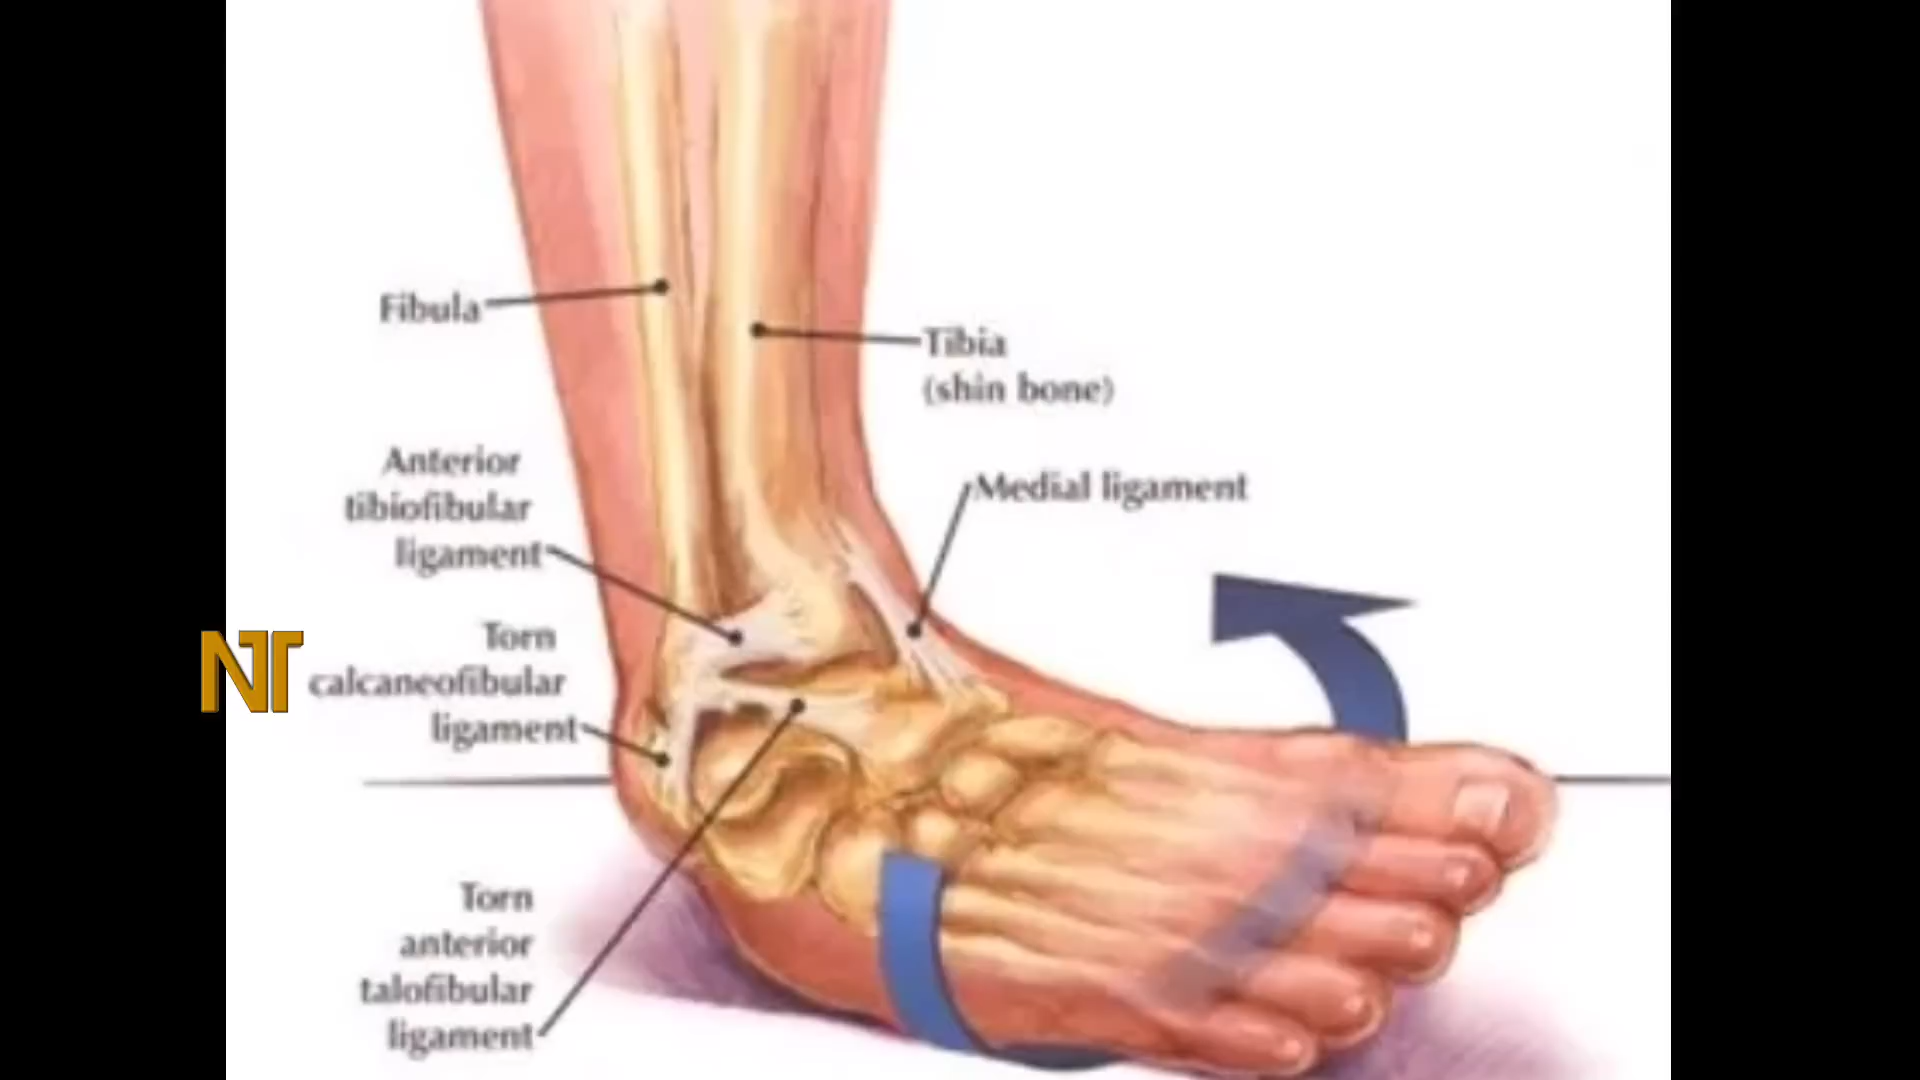 Fibula
Tibia
(shin bone)
Anterior
tibiofibular
ligament
Medial ligament
Torn
calcaneofibular
ligament
NT
Torn
anterior
talofibular
ligament